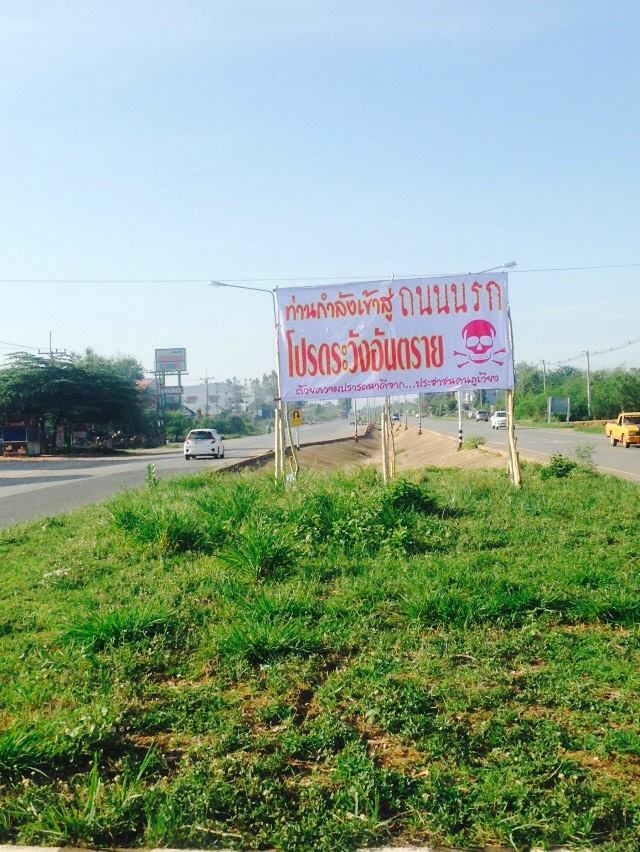 ท่านกำลังเข้าสู่ ถนนนรก
โปรดระวังอันตราย
ด้วยความปรารถนาดีจาก...ประชาชนคนภูเวียง